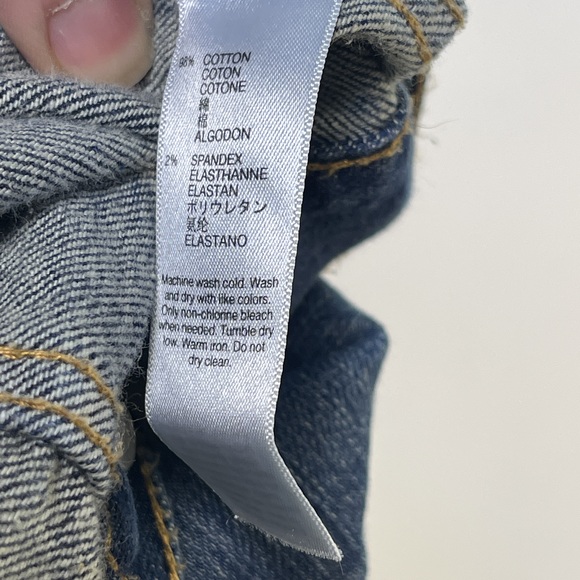 98% COTTON
COTON
COTONE
綿
棉
ALGODON
2% SPANDEX
ELASTHANNE
ELASTAN
ポリウレタン
氨纶
ELASTANO
Machine wash cold. Wash
and dry with like colors.
Only non-chlorine bleach
when needed. Tumble dry
low. Warm iron. Do not
dry clean.